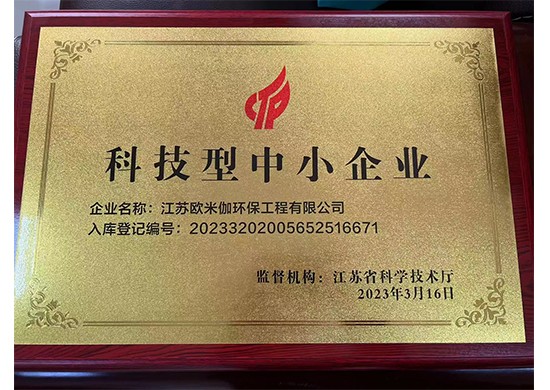 科技型中小企业
企业名称：江苏欧米伽环保工程有限公司
入库登记编号：20233202005652516671
监督机构：江苏省科学技术厅
2023年3月16日